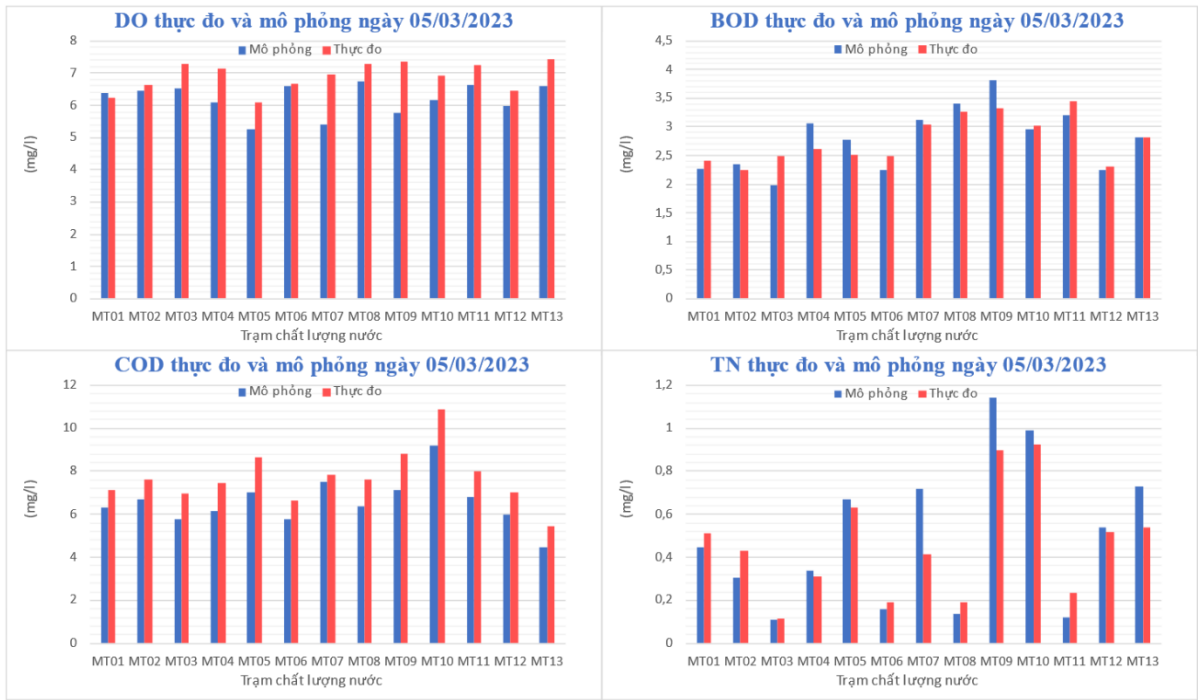 DO thực đo và mô phỏng ngày 05/03/2023
Mô phỏng Thực đo
8
7
6
5
4
3
2
1
0
(mg/l)
MT01 MT02 MT03 MT04 MT05 MT06 MT07 MT08 MT09 MT10 MT11 MT12 MT13
Trạm chất lượng nước
BOD thực đo và mô phỏng ngày 05/03/2023
Mô phỏng Thực đo
4,5
4
3,5
3
2,5
2
1,5
1
0,5
0
(mg/l)
MT01 MT02 MT03 MT04 MT05 MT06 MT07 MT08 MT09 MT10 MT11 MT12 MT13
Trạm chất lượng nước
COD thực đo và mô phỏng ngày 05/03/2023
Mô phỏng Thực đo
12
10
8
6
4
2
0
(mg/l)
MT01 MT02 MT03 MT04 MT05 MT06 MT07 MT08 MT09 MT10 MT11 MT12 MT13
Trạm chất lượng nước
TN thực đo và mô phỏng ngày 05/03/2023
Mô phỏng Thực đo
1,2
1
0,8
0,6
0,4
0,2
0
(mg/l)
MT01 MT02 MT03 MT04 MT05 MT06 MT07 MT08 MT09 MT10 MT11 MT12 MT13
Trạm chất lượng nước